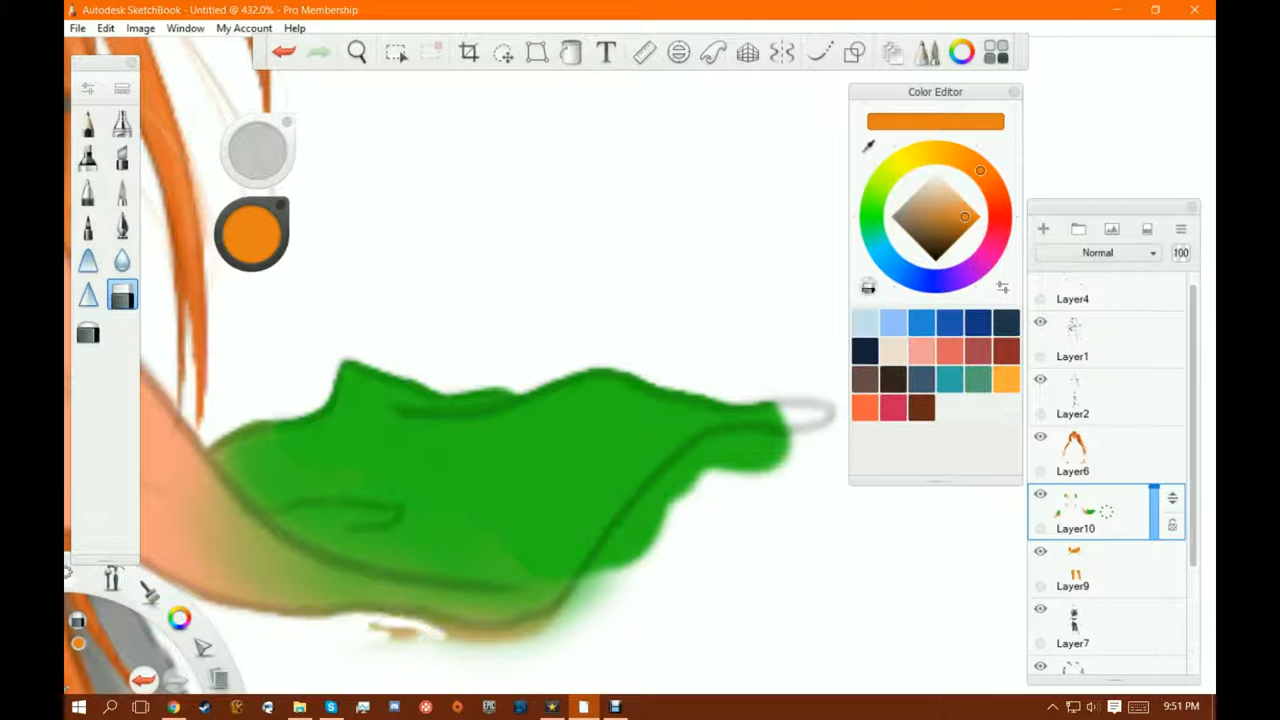 Autodesk SketchBook - Untitled @ 432.0% - Pro Membership
File Edit Image Window My Account Help
T
Color Editor
Normal 100
Layer4
Layer1
Layer2
Layer6
Layer10
Layer9
Layer7
9:51 PM